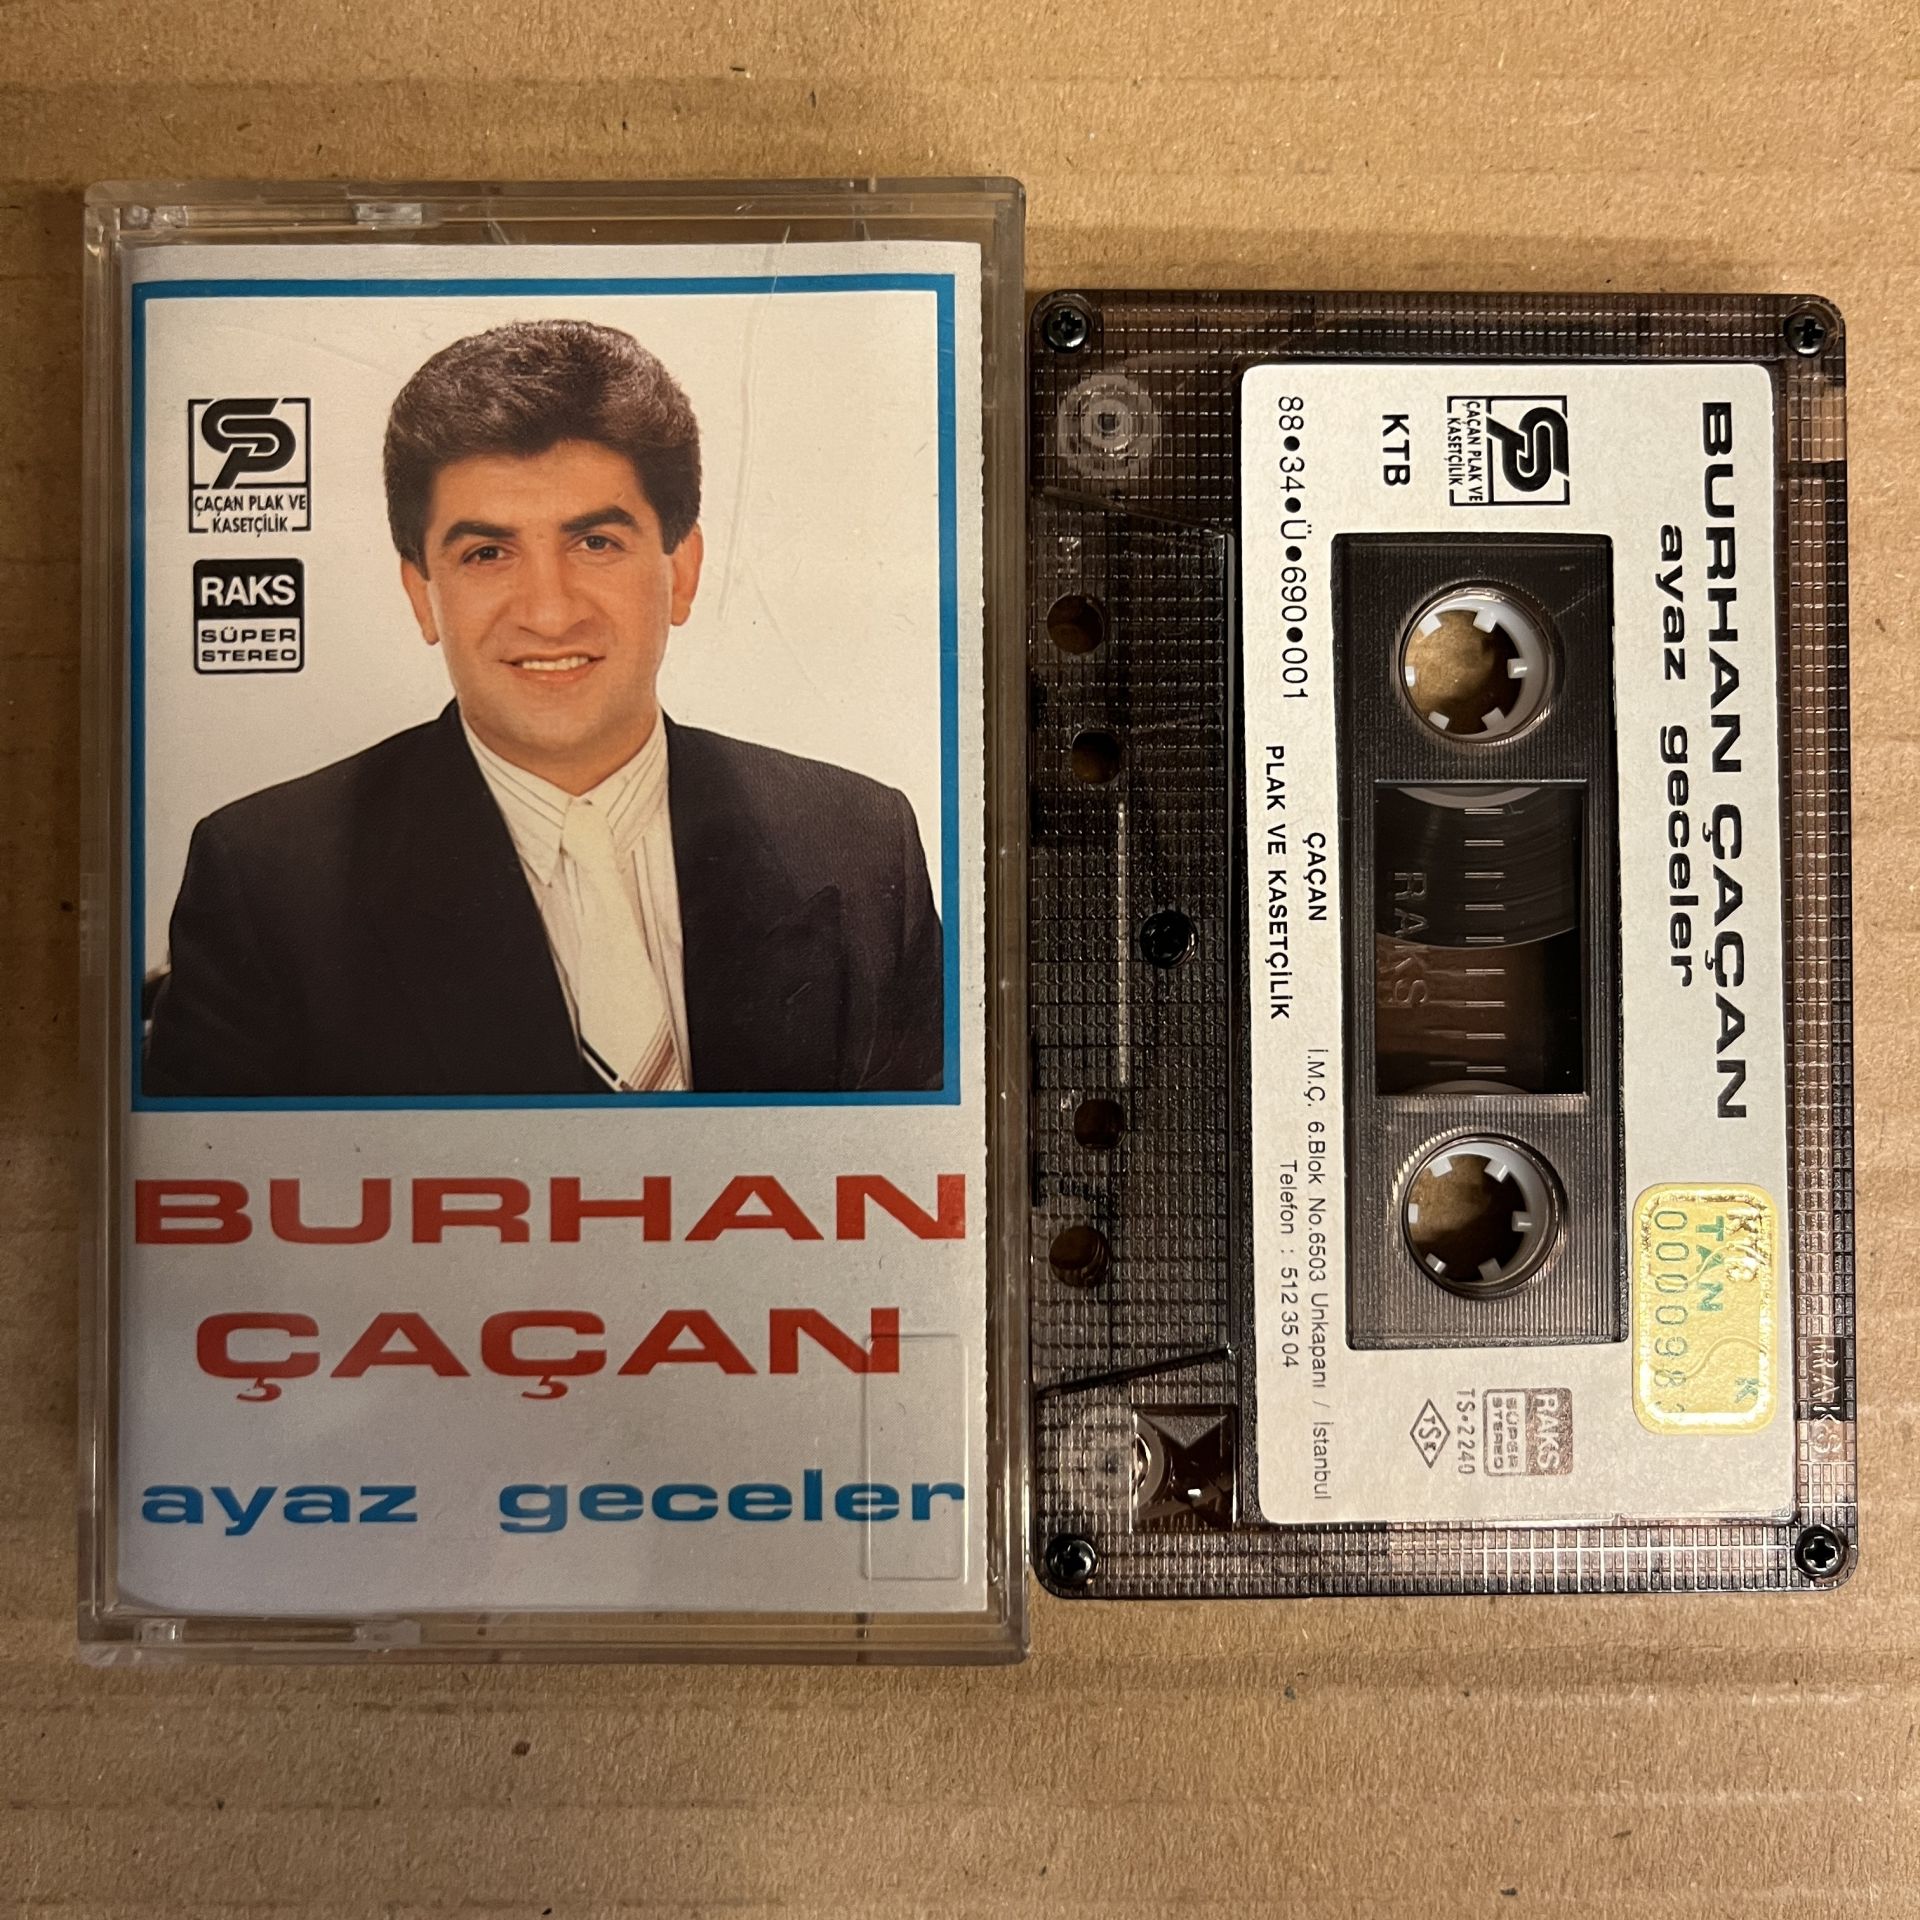 ÇAÇAN PLAK VE
KASETÇİLİK
RAKS
SÜPER
STEREO
BURHAN
ÇAÇAN
ayaz geceler
BURHAN ÇAÇAN
ayaz geceler
ÇAÇAN PLAK VE
KASETÇİLİK
KTB
88•34•Ü•690•001
ÇAÇAN
PLAK VE KASETÇİLİK
İ.M.Ç. 6.Blok No.6503 Unkapanı / İstanbul
Telefon : 512 35 04
RAKS
RAKS
SÜPER
STEREO
TS•2240
TSE
TAN
K
RAKS